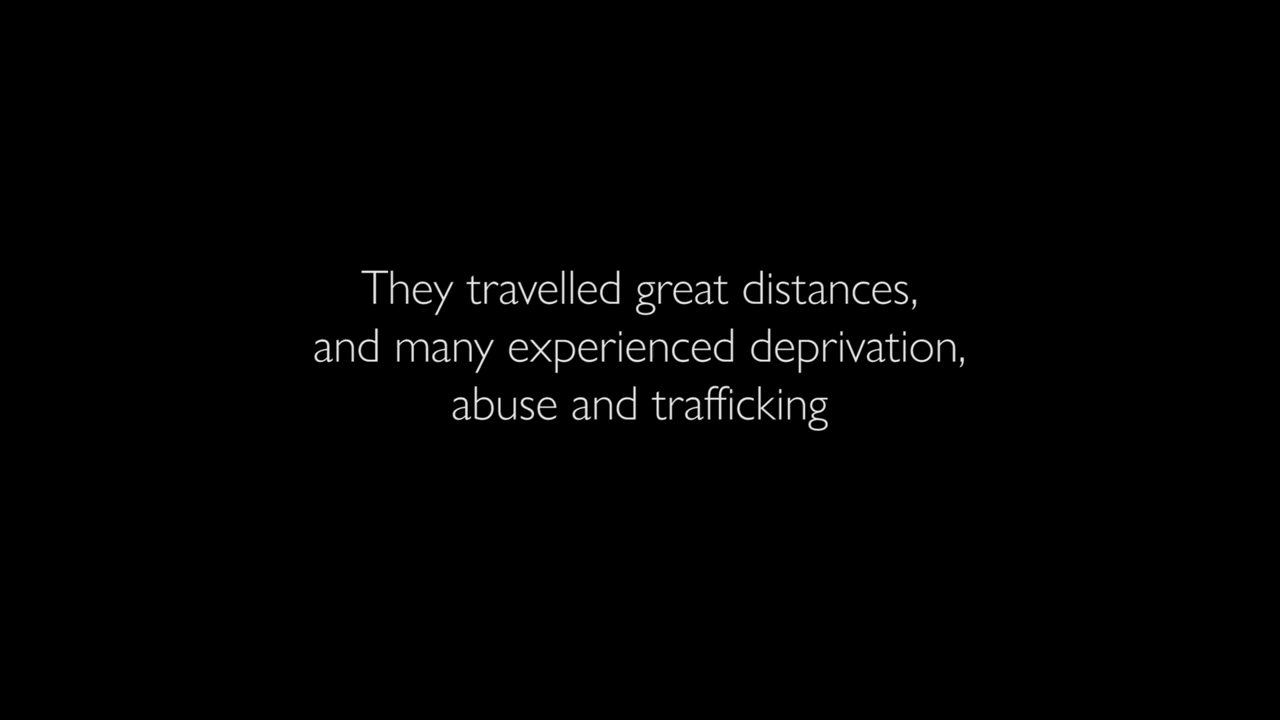 They travelled great distances,
and many experienced deprivation,
abuse and trafficking